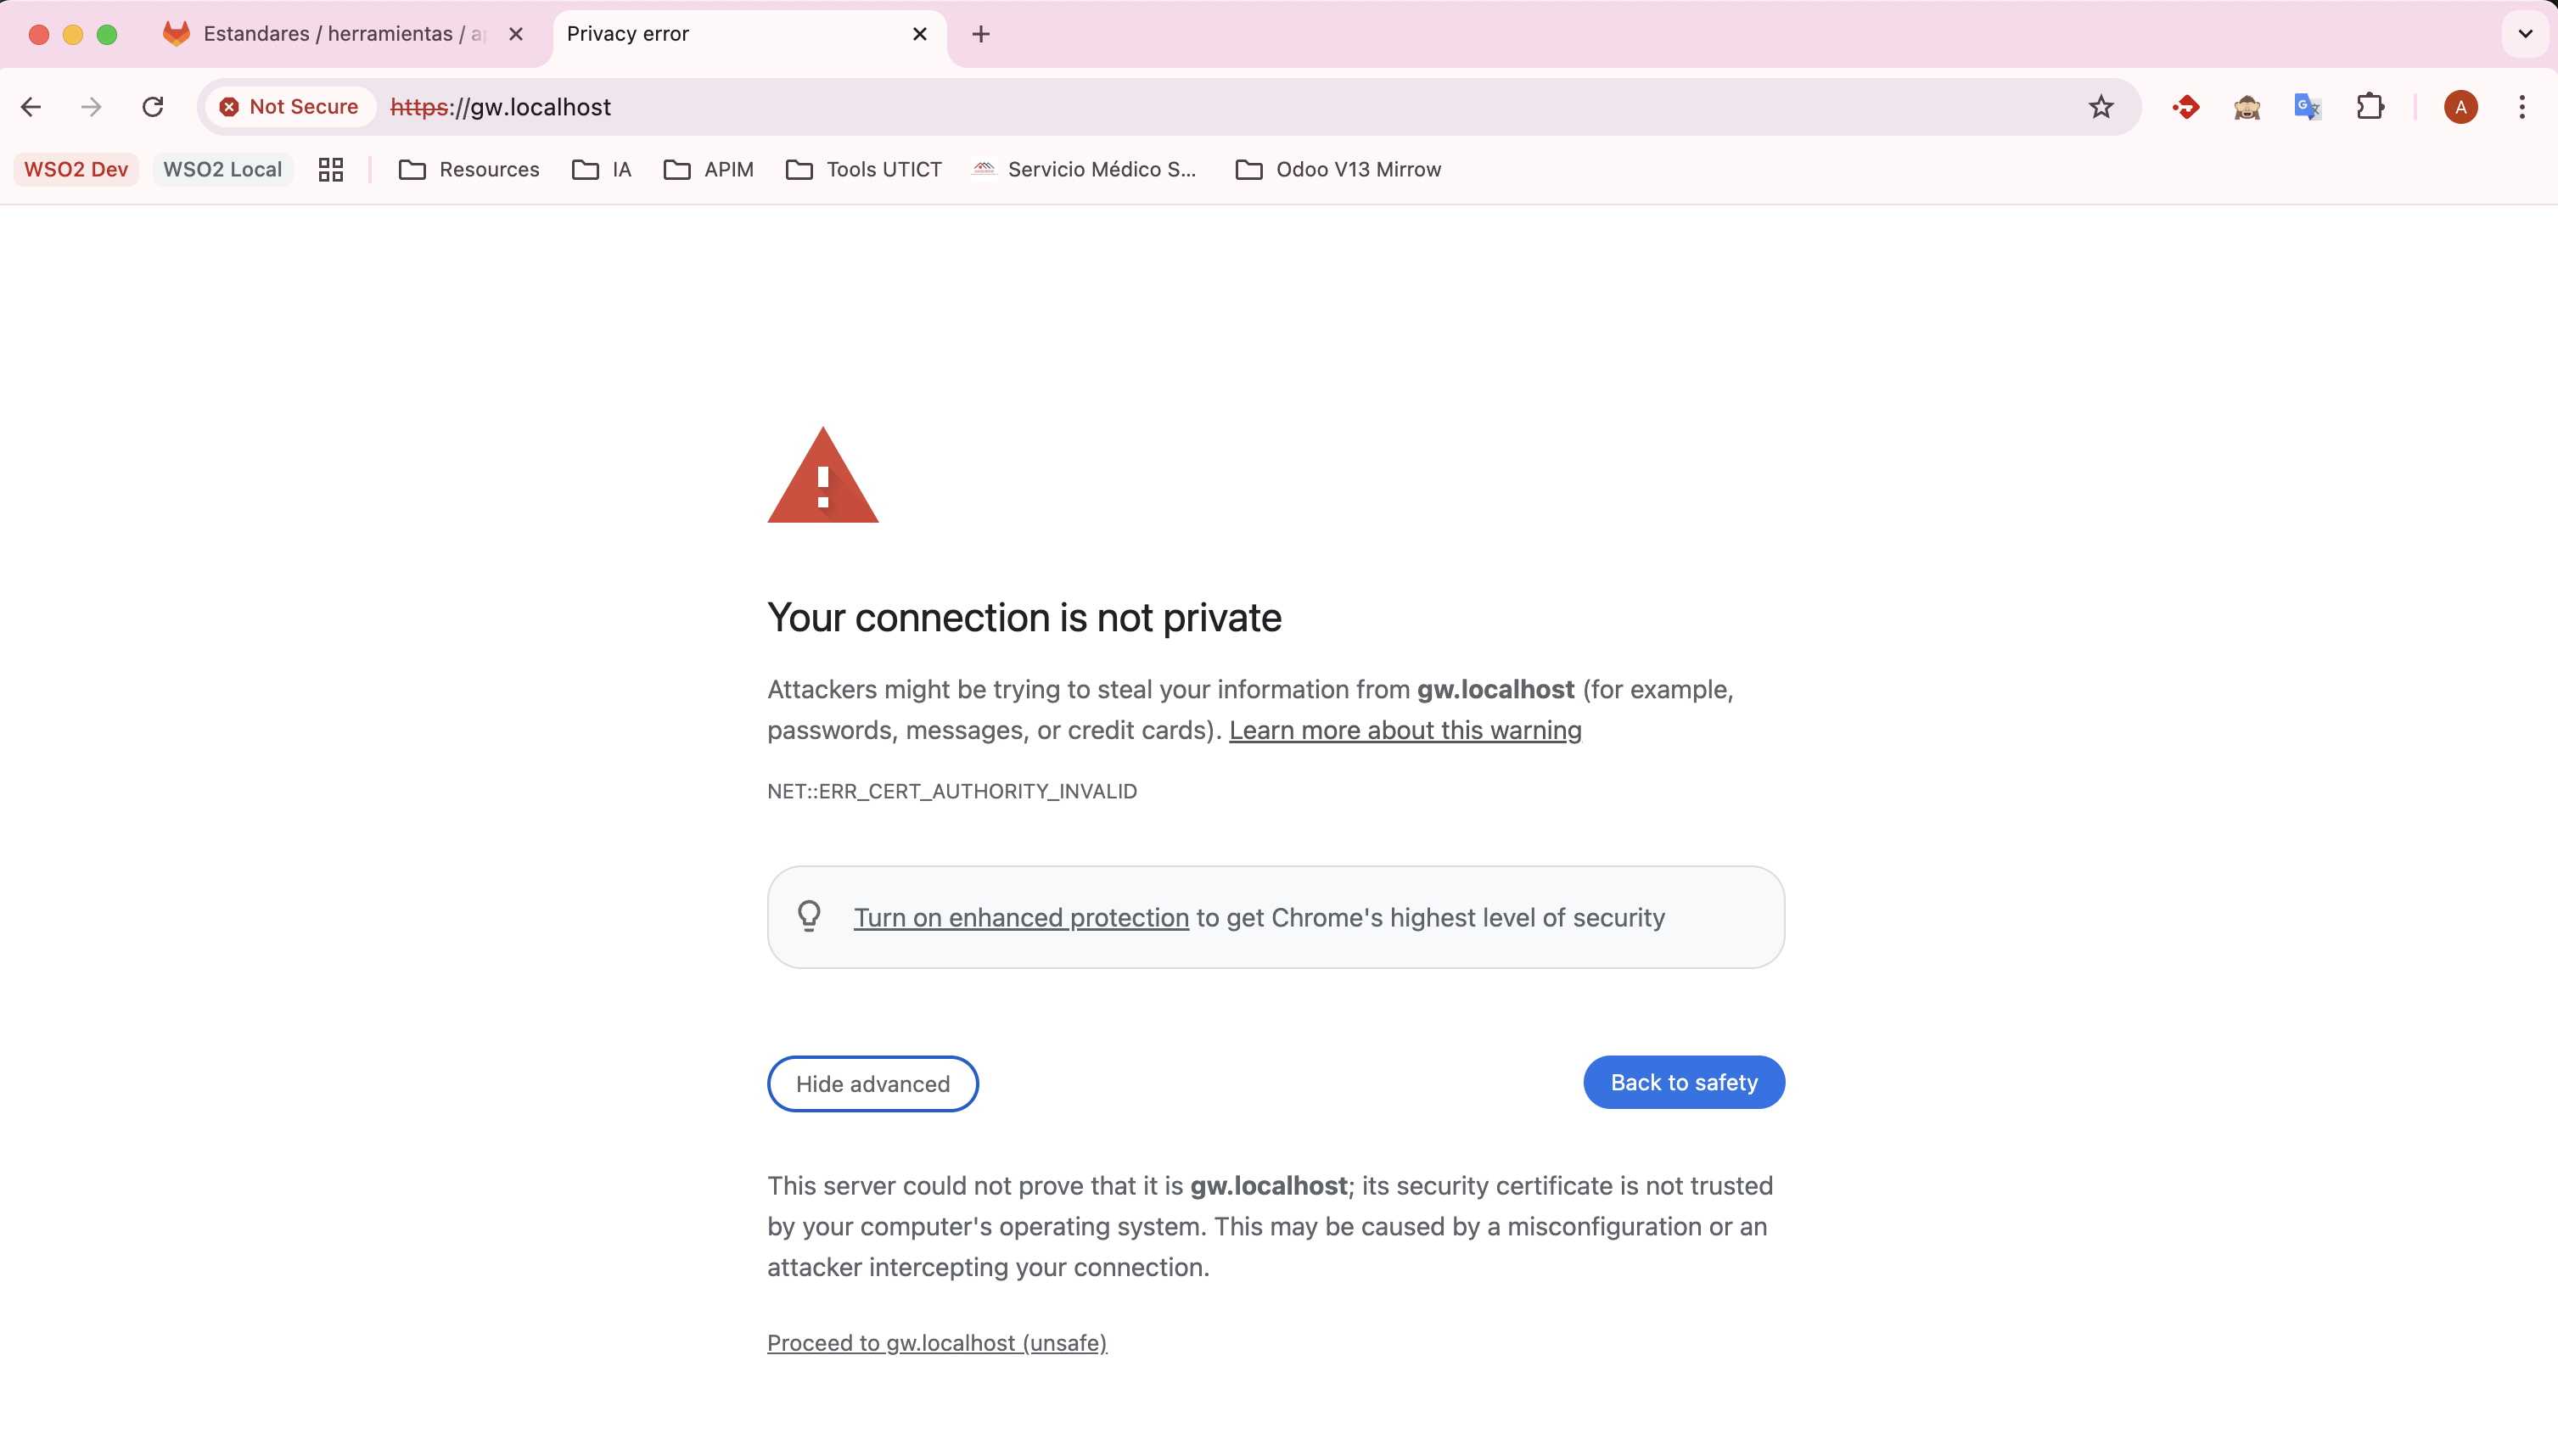 Estandares / herramientas / a
Privacy error
Not Secure
https://gw.localhost
A
WSO2 Dev
WSO2 Local
Resources
IA
APIM
Tools UTICT
Servicio Médico S...
Odoo V13 Mirrow
Your connection is not private
Attackers might be trying to steal your information from gw.localhost (for example,
passwords, messages, or credit cards). Learn more about this warning
NET::ERR_CERT_AUTHORITY_INVALID
Turn on enhanced protection to get Chrome's highest level of security
Hide advanced
Back to safety
This server could not prove that it is gw.localhost; its security certificate is not trusted
by your computer's operating system. This may be caused by a misconfiguration or an
attacker intercepting your connection.
Proceed to gw.localhost (unsafe)